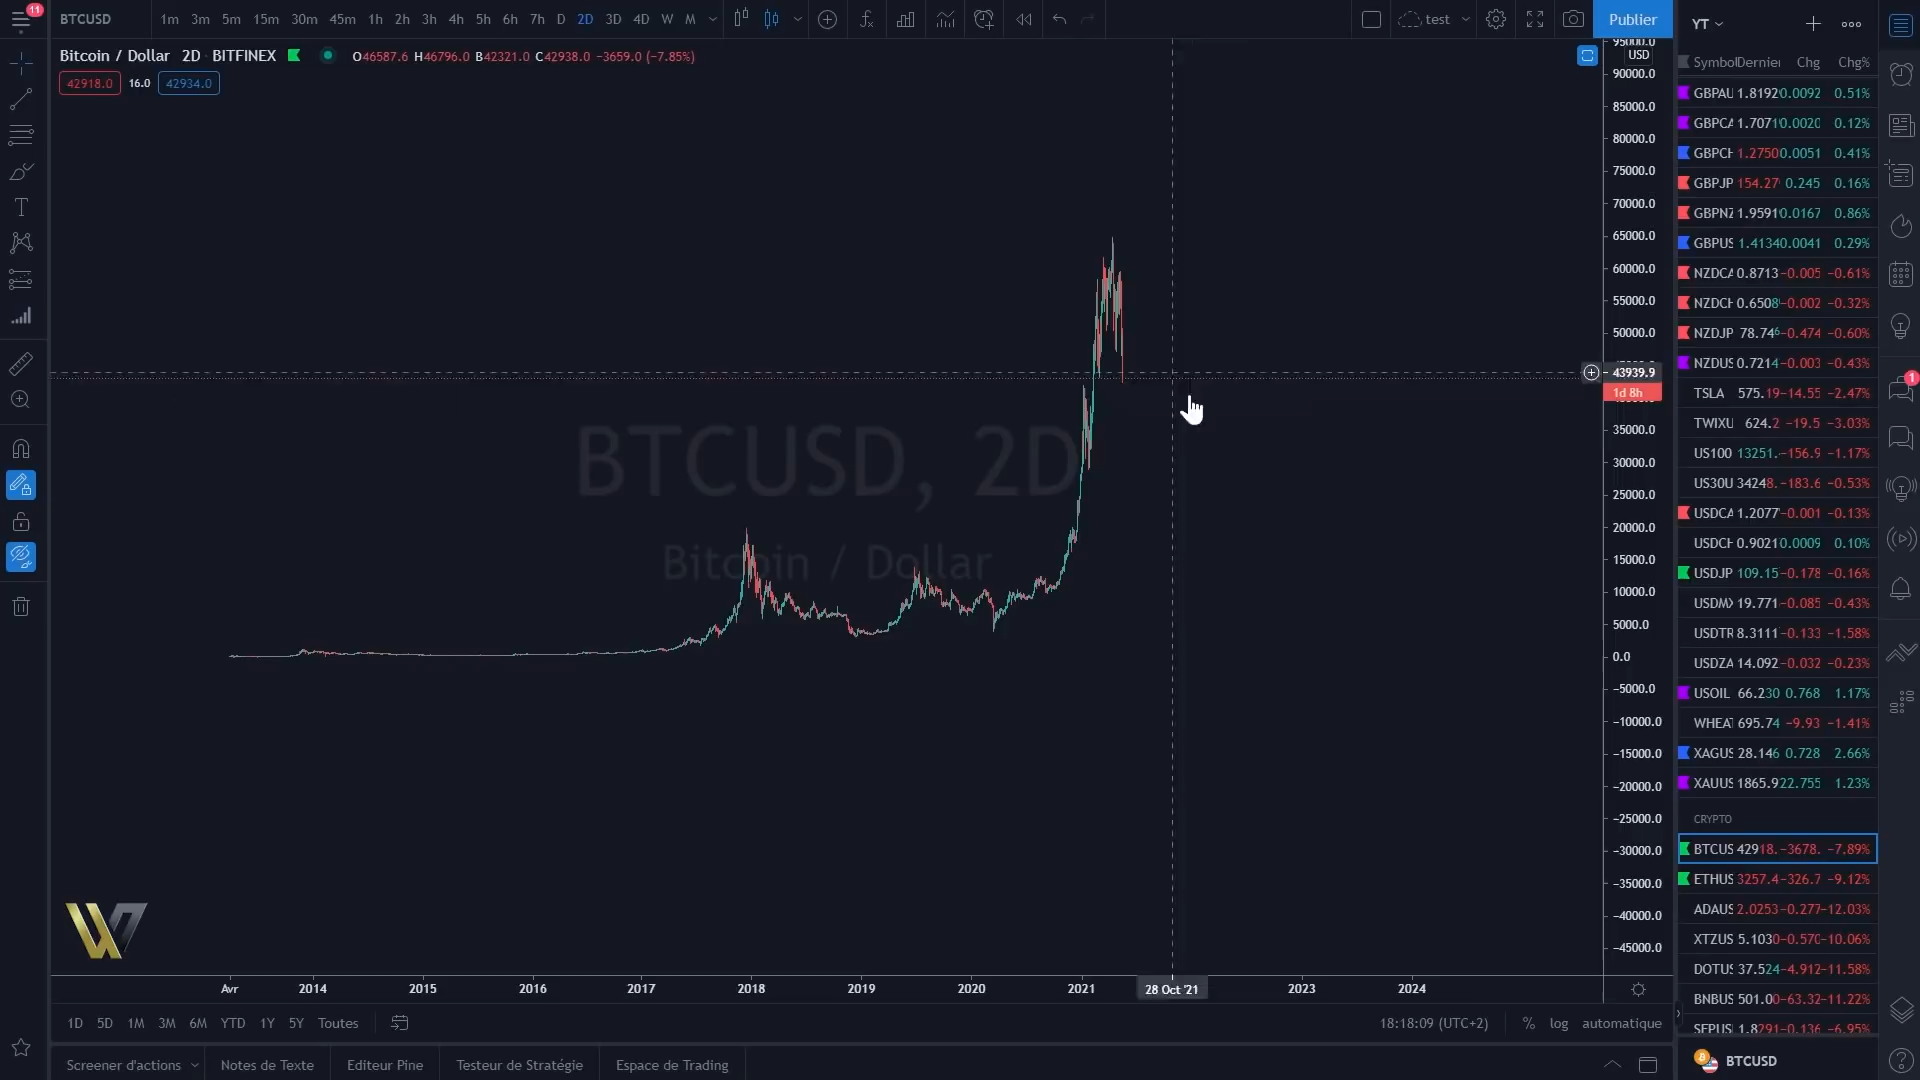 11
BTCUSD 1m 3m 5m 15m 30m 45m 1h 2h 3h 4h 5h 6h 7h D 2D 3D 4D W M test Publier YT
Bitcoin / Dollar 2D BITFINEX O46587.6 H46796.0 B42321.0 C42938.0 −3659.0 (−7.85%)
42918.0 16.0 42934.0
BTCUSD, 2D
Bitcoin / Dollar
USD
90000.0
85000.0
80000.0
75000.0
70000.0
65000.0
60000.0
55000.0
50000.0
43939.9
1d 8h
35000.0
30000.0
25000.0
20000.0
15000.0
10000.0
5000.0
0.0
−5000.0
−10000.0
−15000.0
−20000.0
−25000.0
−30000.0
−35000.0
−40000.0
−45000.0
Avr 2014 2015 2016 2017 2018 2019 2020 2021 28 Oct '21 2023 2024
1D 5D 1M 3M 6M YTD 1Y 5Y Toutes 18:18:09 (UTC+2) % log automatique
Screener d'actions Notes de Texte Editeur Pine Testeur de Stratégie Espace de Trading
Symbol Dernier Chg Chg%
GBPAU 1.8192 0.0092 0.51%
GBPCA 1.7071 0.0020 0.12%
GBPCH 1.2750 0.0051 0.41%
GBPJP 154.27 0.245 0.16%
GBPNZ 1.9591 0.0167 0.86%
GBPUS 1.4134 0.0041 0.29%
NZDCA 0.8713 −0.005 −0.61%
NZDCH 0.6508 −0.002 −0.32%
NZDJP 78.746 −0.474 −0.60%
NZDUS 0.7214 −0.003 −0.43%
TSLA 575.19 −14.55 −2.47%
TWIXU 624.2 −19.5 −3.03%
US100 13251. −156.9 −1.17%
US30U 34248. −183.6 −0.53%
USDCA 1.2077 −0.001 −0.13%
USDCH 0.9021 0.0009 0.10%
USDJP 109.15 −0.178 −0.16%
USDMX 19.771 −0.085 −0.43%
USDTR 8.3111 −0.133 −1.58%
USDZA 14.092 −0.032 −0.23%
USOIL 66.230 0.768 1.17%
WHEAT 695.74 −9.93 −1.41%
XAGUS 28.146 0.728 2.66%
XAUUS 1865.9 22.755 1.23%
CRYPTO
BTCUS 42918. −3678. −7.89%
ETHUS 3257.4 −326.7 −9.12%
ADAUS 2.0253 −0.277 −12.03%
XTZUS 5.1030 −0.570 −10.06%
DOTUS 37.524 −4.912 −11.58%
BNBUS 501.00 −63.32 −11.22%
BTCUSD
1